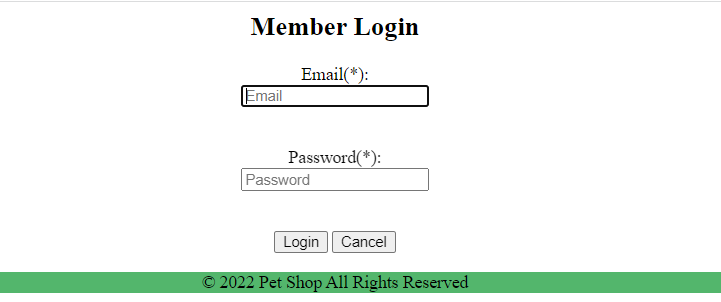 Member Login
Email(*):
Email
Password(*):
Password
Login Cancel
© 2022 Pet Shop All Rights Reserved